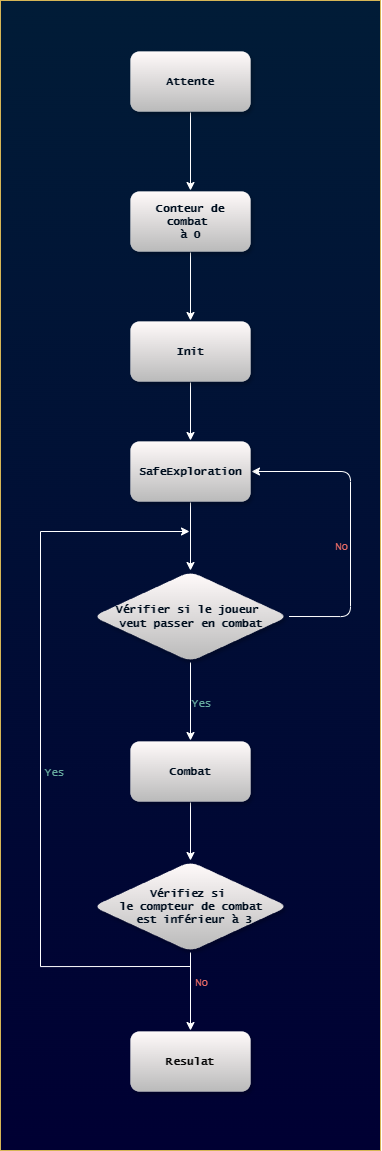 Attente
Conteur de
combat
à 0
Init
SafeExploration
No
Vérifier si le joueur
veut passer en combat
Yes
Combat
Yes
Vérifiez si
le compteur de combat
est inférieur à 3
No
Resulat